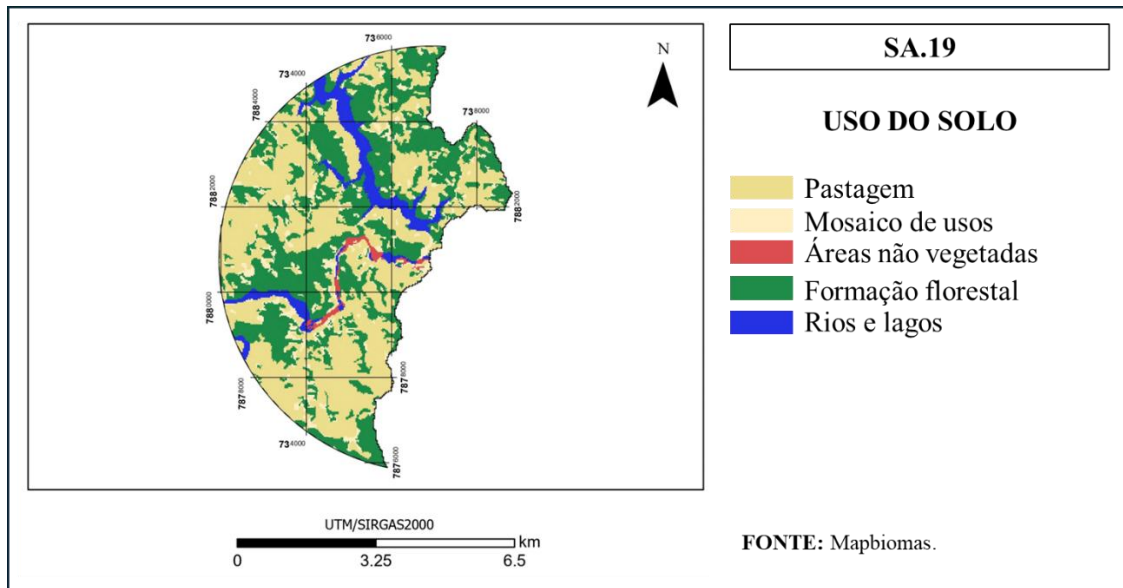 SA.19
USO DO SOLO
Pastagem
Mosaico de usos
Áreas não vegetadas
Formação florestal
Rios e lagos
FONTE: Mapbiomas.
N
736000
734000
738000
7884000
7882000
7882000
7880000
7878000
7878000
734000
7876000
UTM/SIRGAS2000
km
0 3.25 6.5